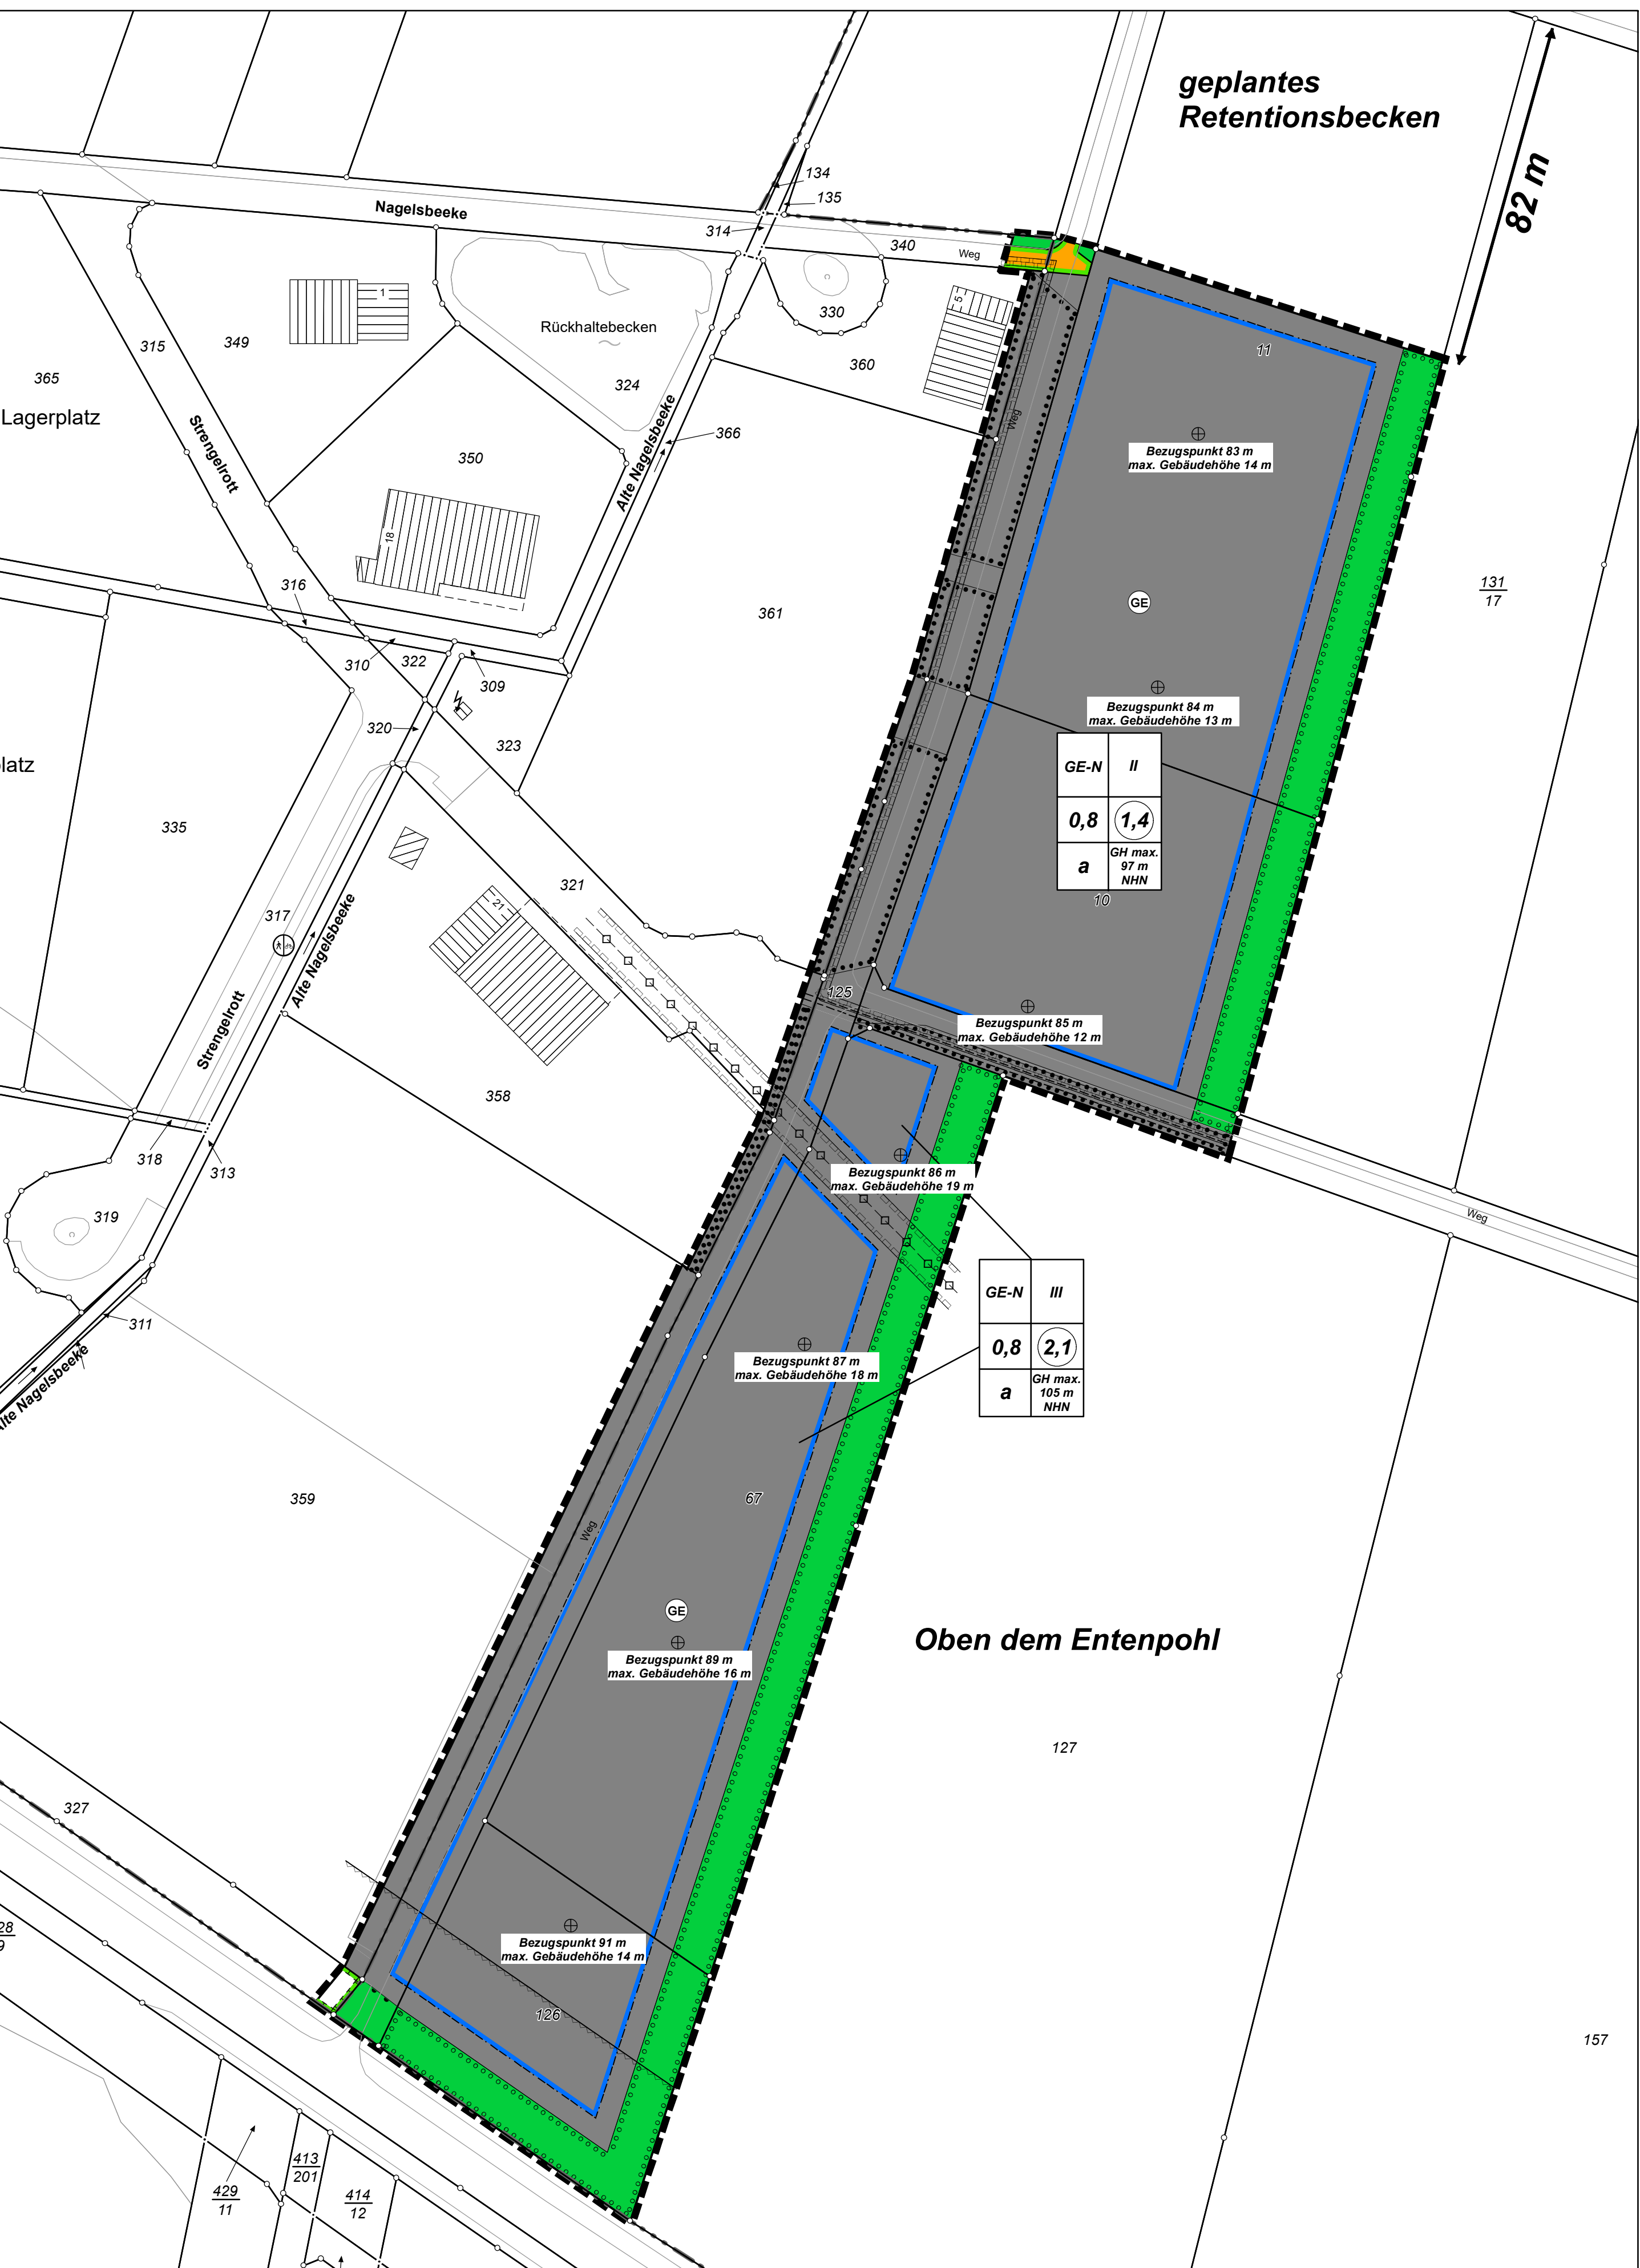 geplantes
Retentionsbecken
82 m
134
135
Nagelsbeeke
314
340
Weg
1
5
330
Rückhaltebecken
315
349
11
360
365
324
Lagerplatz
Strengelrott
Weg
366
Bezugspunkt 83 m
max. Gebäudehöhe 14 m
350
Alte Nagelsbeeke
18
131
17
316
GE
361
310
322
309
Bezugspunkt 84 m
max. Gebäudehöhe 13 m
320
323
latz
GE-N II
0,8 1,4
335
a GH max.
97 m
NHN
10
321
21
317
Alte Nagelsbeeke
125
Strengelrott
Bezugspunkt 85 m
max. Gebäudehöhe 12 m
358
318
313
Bezugspunkt 86 m
max. Gebäudehöhe 19 m
319
Weg
GE-N III
311
0,8 2,1
Alte Nagelsbeeke
Bezugspunkt 87 m
max. Gebäudehöhe 18 m
a GH max.
105 m
NHN
359
67
Weg
GE
Oben dem Entenpohl
Bezugspunkt 89 m
max. Gebäudehöhe 16 m
127
327
28
9
Bezugspunkt 91 m
max. Gebäudehöhe 14 m
126
157
413
201
429
11
414
12